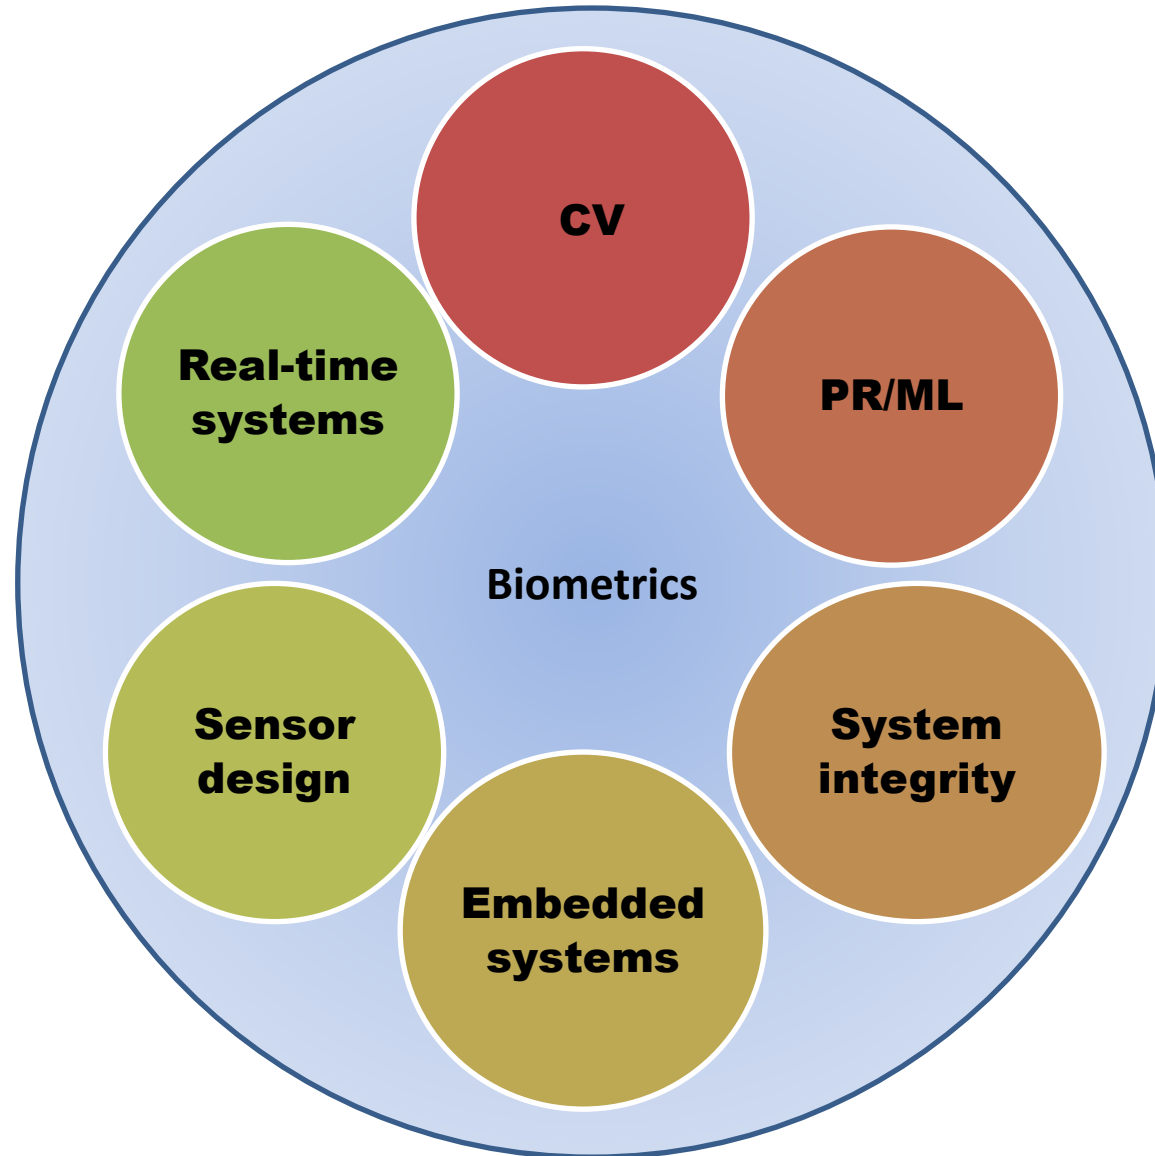 CV
Real-time
systems
PR/ML
Biometrics
Sensor
design
System
integrity
Embedded
systems